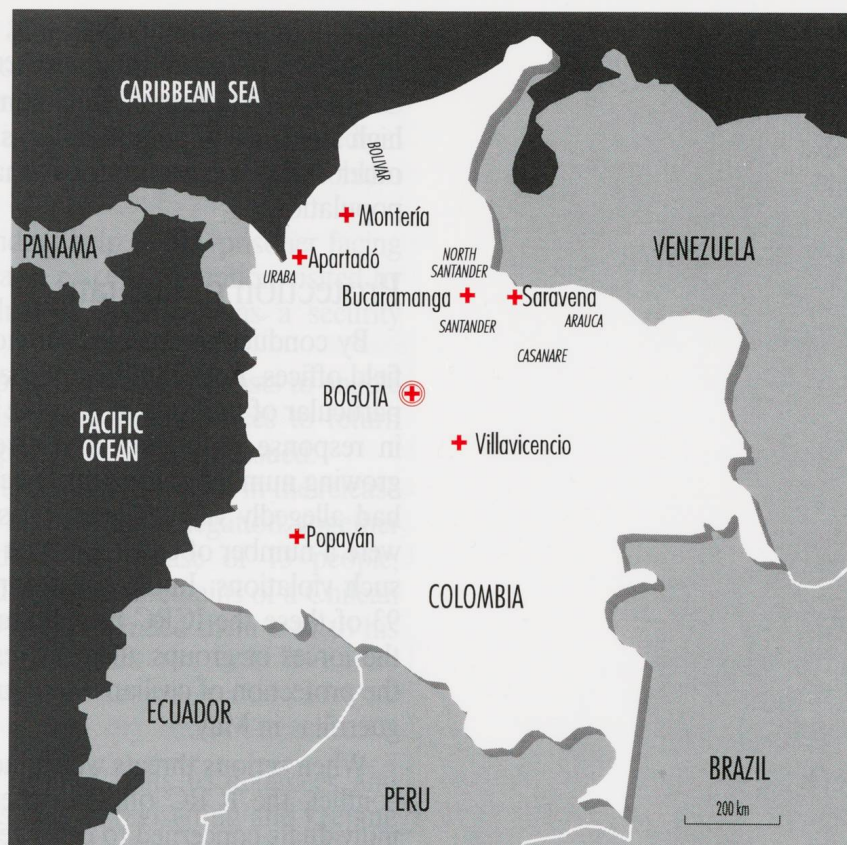 CARIBBEAN SEA
BOLIVAR
Montería
PANAMA
Apartadó
URABA
NORTH
SANTANDER
VENEZUELA
Bucaramanga
Saravena
SANTANDER
ARAUCA
CASANARE
BOGOTA
PACIFIC
OCEAN
Villavicencio
Popayán
COLOMBIA
ECUADOR
PERU
BRAZIL
200 km